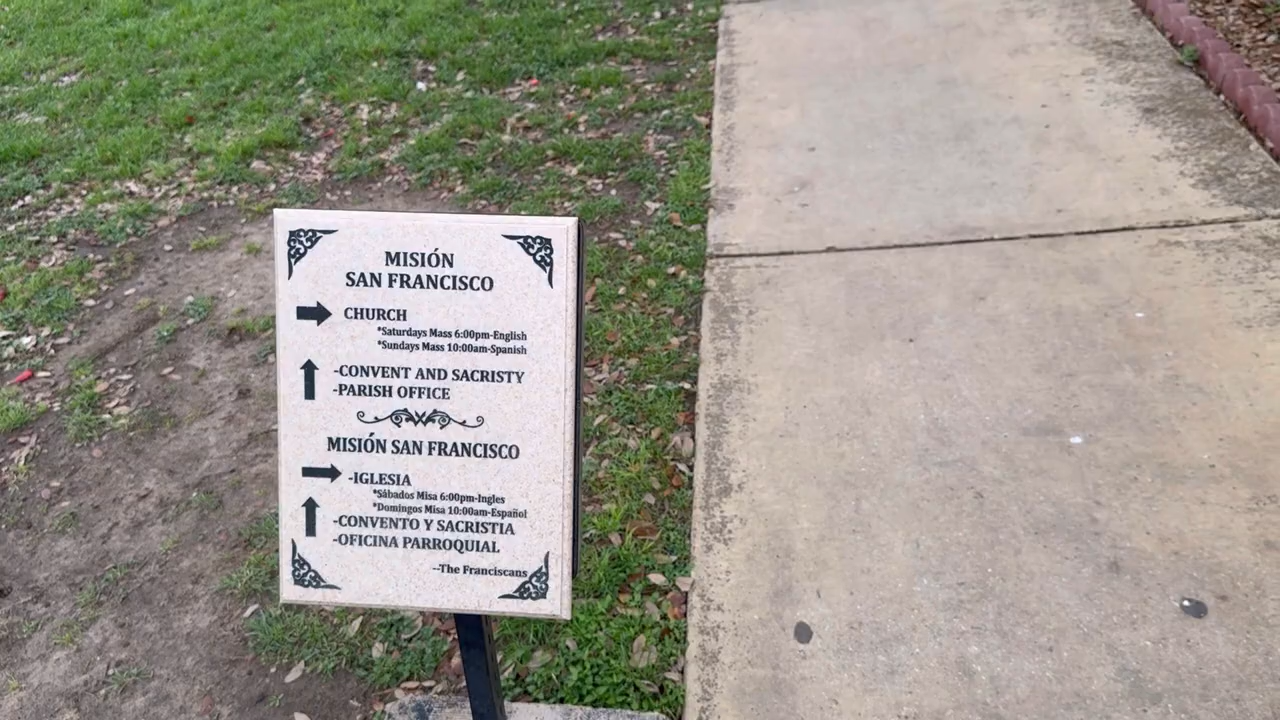 MISIÓN
SAN FRANCISCO
CHURCH
*Saturdays Mass 6:00pm-English
*Sundays Mass 10:00am-Spanish
-CONVENT AND SACRISTY
-PARISH OFFICE
MISIÓN SAN FRANCISCO
-IGLESIA
*Sábados Misa 6:00pm-Ingles
*Domingos Misa 10:00am-Español
-CONVENTO Y SACRISTIA
-OFICINA PARROQUIAL
--The Franciscans